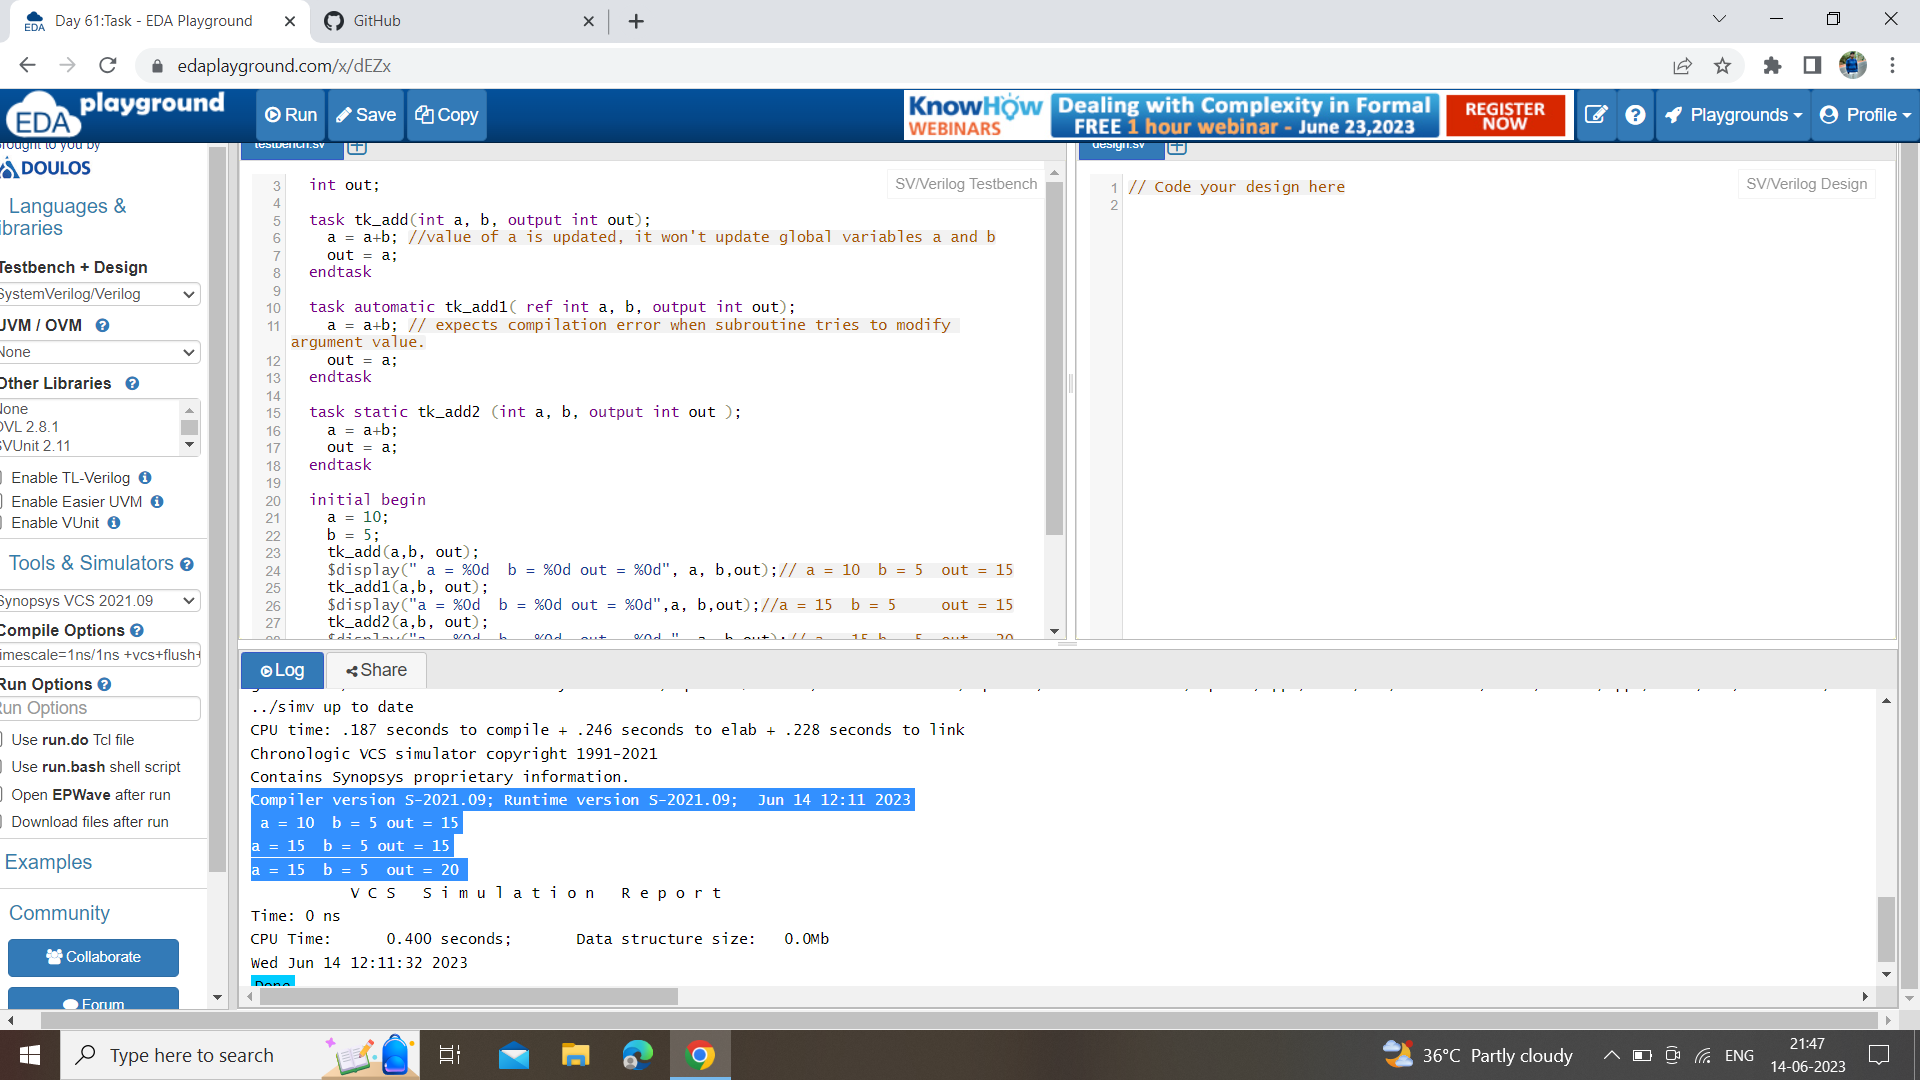 Day 61:Task - EDA Playground
GitHub
edaplayground.com/x/dEZx
EDA playground
Run
Save
Copy
KnowHow WEBINARS
Dealing with Complexity in Formal
FREE 1 hour webinar - June 23,2023
REGISTER NOW
Playgrounds
Profile
brought to you by
DOULOS
Languages &
ibraries
Testbench + Design
SystemVerilog/Verilog
UVM / OVM
None
Other Libraries
None
OVL 2.8.1
SVUnit 2.11
Enable TL-Verilog
Enable Easier UVM
Enable VUnit
Tools & Simulators
Synopsys VCS 2021.09
Compile Options
imescale=1ns/1ns +vcs+flush+
Run Options
Run Options
Use run.do Tcl file
Use run.bash shell script
Open EPWave after run
Download files after run
Examples
Community
Collaborate
Forum
testbench.sv
SV/Verilog Testbench
3 int out;
4
5 task tk_add(int a, b, output int out);
6 a = a+b; //value of a is updated, it won't update global variables a and b
7 out = a;
8 endtask
9
10 task automatic tk_add1( ref int a, b, output int out);
11 a = a+b; // expects compilation error when subroutine tries to modify
argument value.
12 out = a;
13 endtask
14
15 task static tk_add2 (int a, b, output int out );
16 a = a+b;
17 out = a;
18 endtask
19
20 initial begin
21 a = 10;
22 b = 5;
23 tk_add(a,b, out);
24 $display(" a = %0d  b = %0d out = %0d", a, b,out);// a = 10  b = 5  out = 15
25 tk_add1(a,b, out);
26 $display("a = %0d  b = %0d out = %0d",a, b,out);//a = 15  b = 5     out = 15
27 tk_add2(a,b, out);
28 $display("a = %0d  b = %0d  out = %0d ", a, b,out);// a = 15 b = 5  out = 20
design.sv
SV/Verilog Design
1 // Code your design here
2
Log
Share
../simv up to date
CPU time: .187 seconds to compile + .246 seconds to elab + .228 seconds to link
Chronologic VCS simulator copyright 1991-2021
Contains Synopsys proprietary information.
Compiler version S-2021.09; Runtime version S-2021.09;  Jun 14 12:11 2023
a = 10  b = 5 out = 15
a = 15  b = 5 out = 15
a = 15  b = 5  out = 20
V C S   S i m u l a t i o n   R e p o r t
Time: 0 ns
CPU Time:      0.400 seconds;       Data structure size:   0.0Mb
Wed Jun 14 12:11:32 2023
Done
Type here to search
36°C Partly cloudy
ENG
21:47
14-06-2023